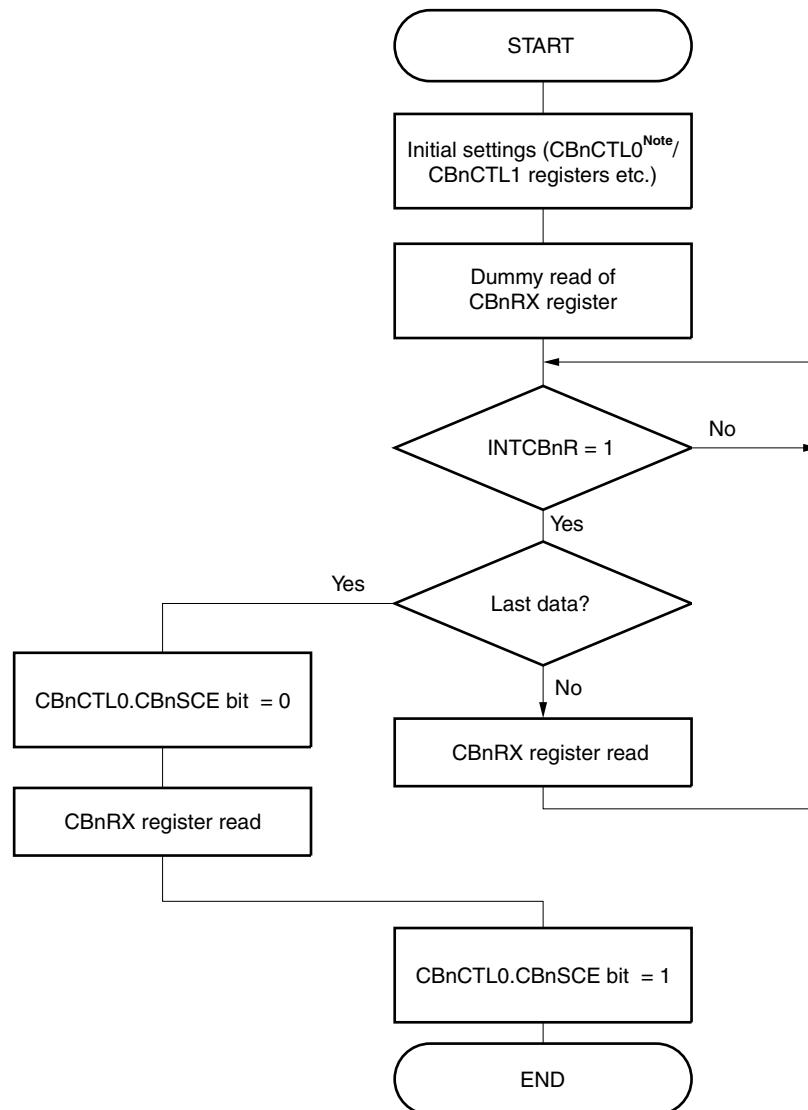 START
Initial settings (CBnCTL0Note/
CBnCTL1 registers etc.)
Dummy read of
CBnRX register
INTCBnR = 1
No
Yes
Yes
Last data?
No
CBnCTL0.CBnSCE bit = 0
CBnRX register read
CBnRX register read
CBnCTL0.CBnSCE bit = 1
END